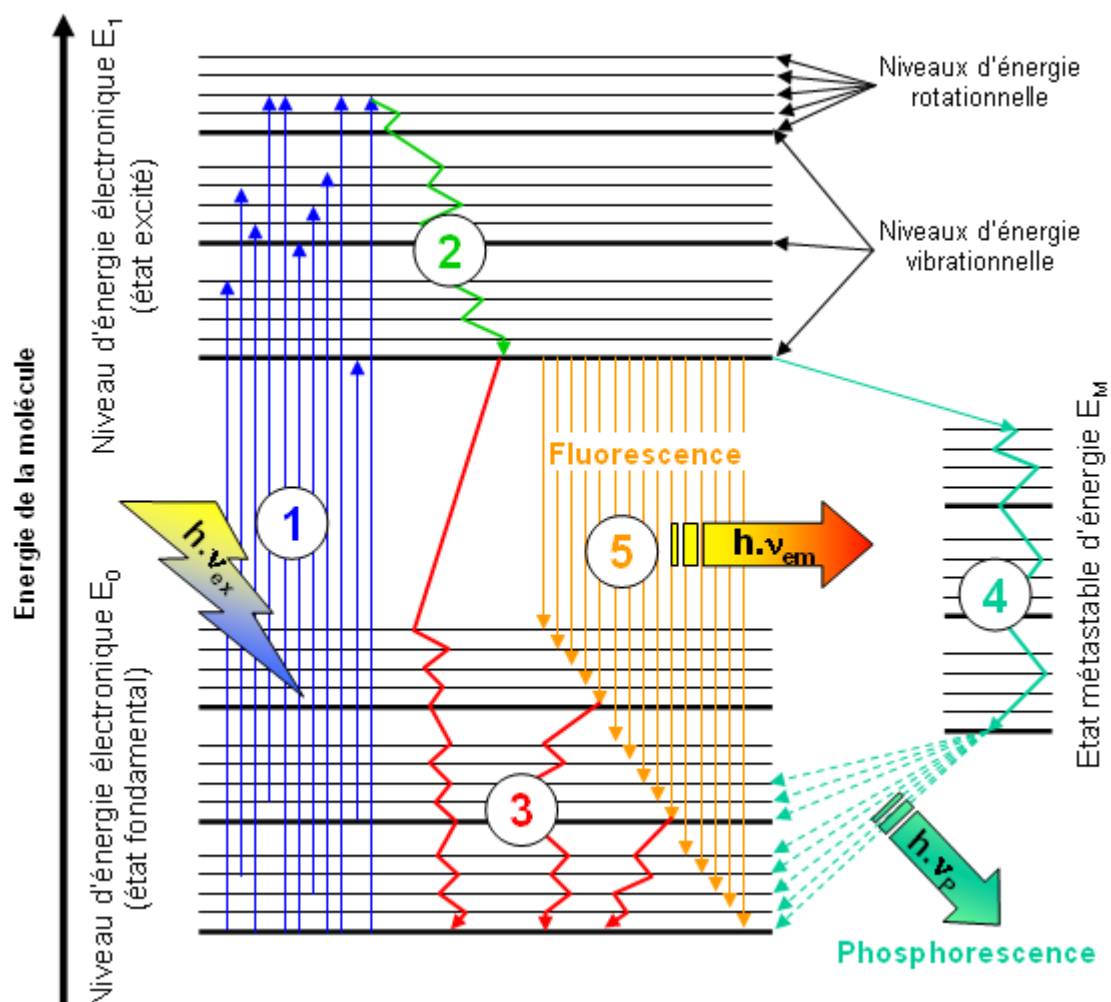 Energie de la molécule
Niveau d'énergie électronique E1
(état excité)
Niveau d'énergie électronique E0
(état fondamental)
Niveaux d'énergie
rotationnelle
Niveaux d'énergie
vibrationnelle
Etat métastable d'énergie EM
1
2
3
4
5
Fluorescence
h.νex
h.νem
h.νP
Phosphorescence